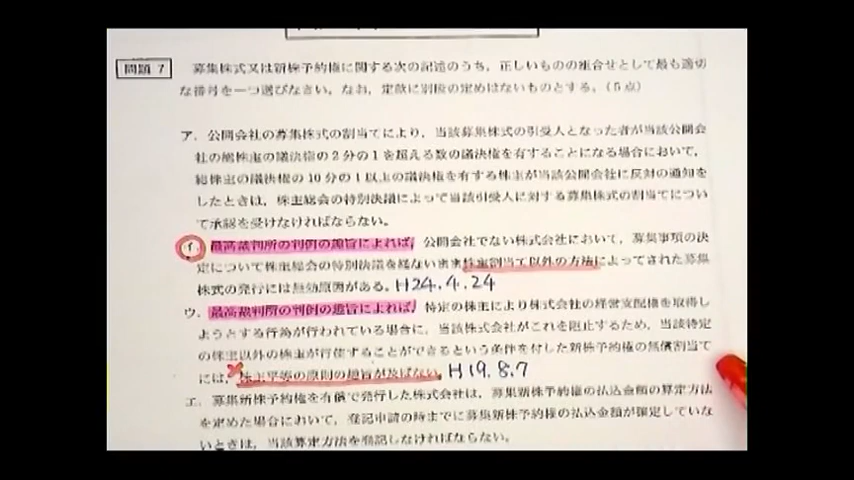 問題7 募集株式又は新株予約権に関する次の記述のうち，正しいものの組合せとして最も適切
な番号を一つ選びなさい。なお，定款に別段の定めはないものとする。（5点）
ア．公開会社の募集株式の割当てにより，当該募集株式の引受人となった者が当該公開会
社の総株主の議決権の2分の1を超える数の議決権を有することになる場合において，
総株主の議決権の10分の1以上の議決権を有する株主が当該公開会社に反対の通知を
したときは，株主総会の特別決議によって当該引受人に対する募集株式の割当てについ
て承認を受けなければならない。
イ．最高裁判所の判例の趣旨によれば，公開会社でない株式会社において，募集事項の決
定について株主総会の特別決議を経ないまま株主割当て以外の方法によってされた募集
株式の発行には無効原因がある。H24.4.24
ウ．最高裁判所の判例の趣旨によれば，特定の株主により株式会社の経営支配権を取得し
ようとする行為が行われている場合に，当該株式会社がこれを阻止するため，当該特定
の株主以外の株主が行使することができるという条件を付した新株予約権の無償割当て
には，株主平等の原則の趣旨が及ばない。H19.8.7
エ．募集新株予約権を有償で発行した株式会社は，募集新株予約権の払込金額の算定方法
を定めた場合において，登記申請の時までに募集新株予約権の払込金額が確定していな
いときは，当該算定方法を登記しなければならない。